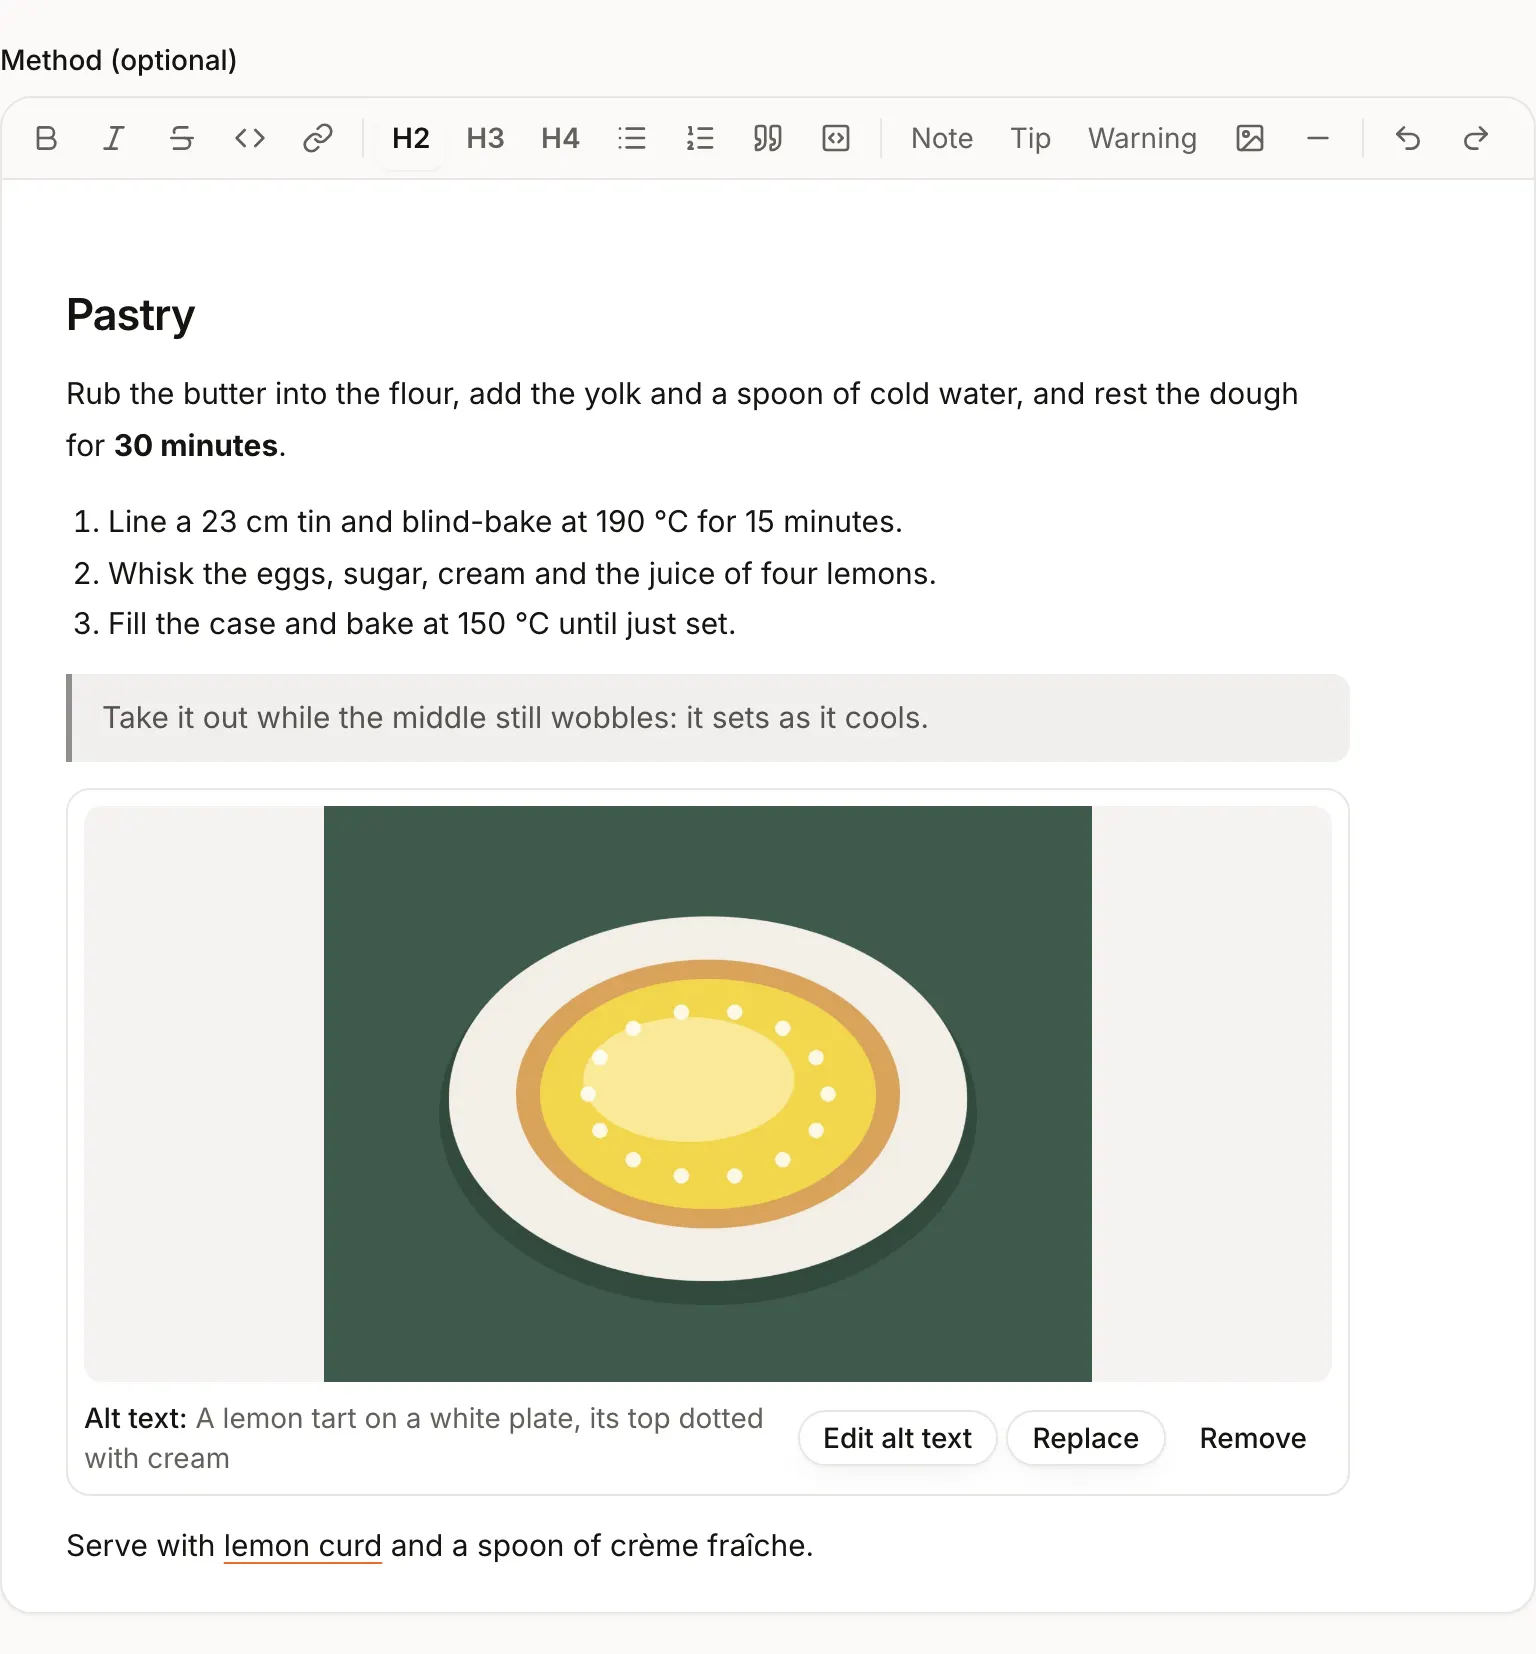 Method (optional)
H2 H3 H4 Note Tip Warning
Pastry
Rub the butter into the flour, add the yolk and a spoon of cold water, and rest the dough
for 30 minutes.
1. Line a 23 cm tin and blind-bake at 190 °C for 15 minutes.
2. Whisk the eggs, sugar, cream and the juice of four lemons.
3. Fill the case and bake at 150 °C until just set.
Take it out while the middle still wobbles: it sets as it cools.
Alt text: A lemon tart on a white plate, its top dotted
with cream
Edit alt text Replace Remove
Serve with lemon curd and a spoon of crème fraîche.